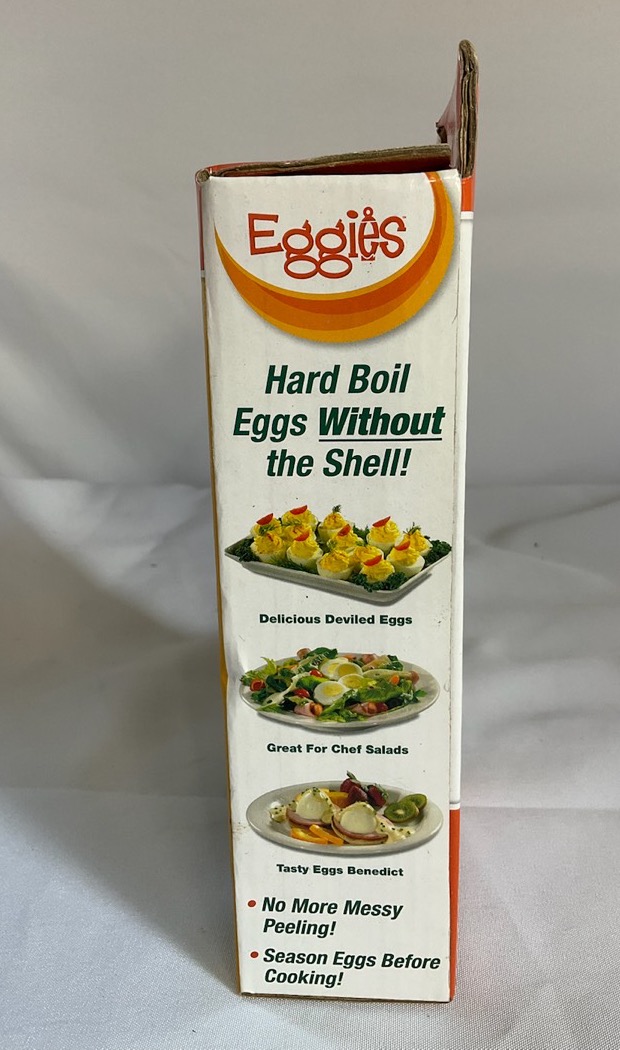 Eggies™
Hard Boil
Eggs Without
the Shell!
Delicious Deviled Eggs
Great For Chef Salads
Tasty Eggs Benedict
• No More Messy
Peeling!
• Season Eggs Before
Cooking!